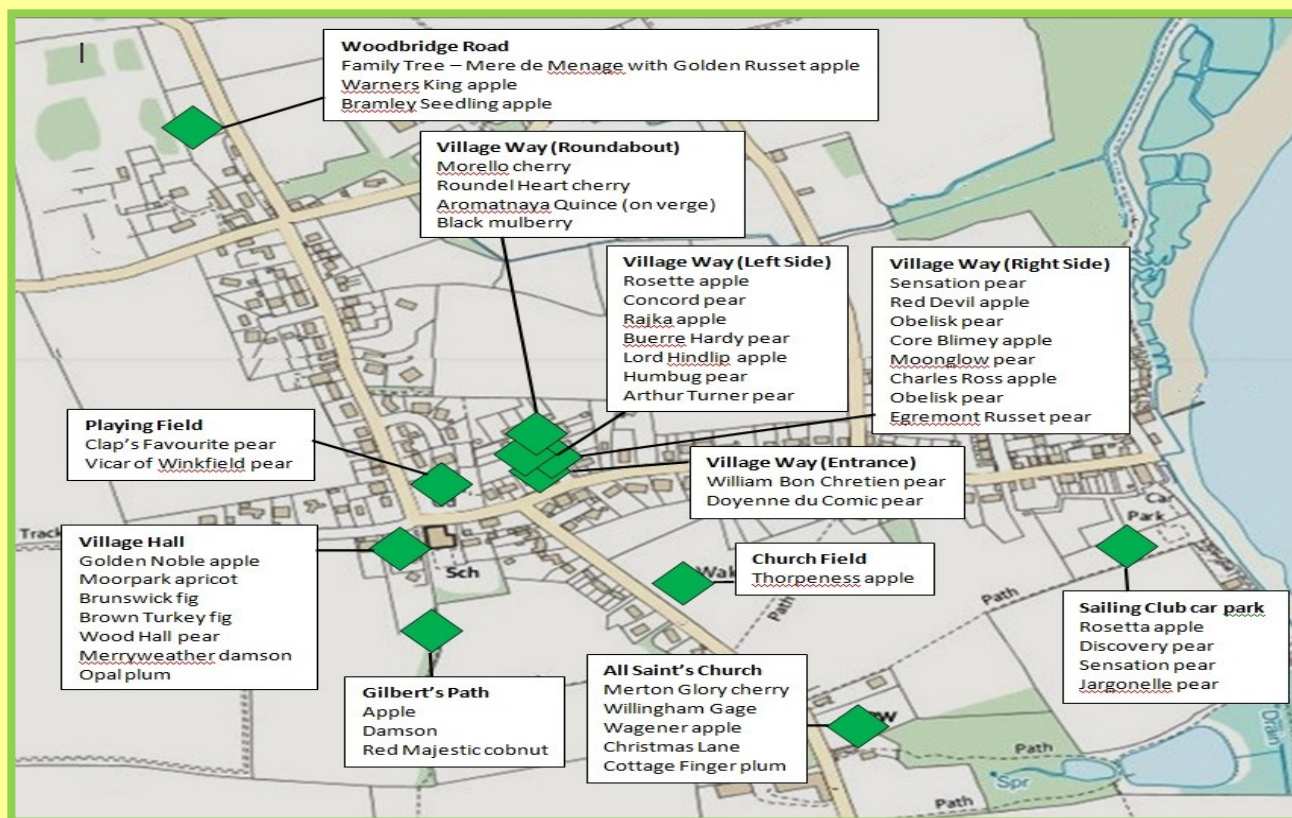 Woodbridge Road
Family Tree – Mere de Menage with Golden Russet apple
Warners King apple
Bramley Seedling apple
Village Way (Roundabout)
Morello cherry
Roundel Heart cherry
Aromatnaya Quince (on verge)
Black mulberry
Village Way (Left Side)
Rosette apple
Concord pear
Rajka apple
Buerre Hardy pear
Lord Hindlip apple
Humbug pear
Arthur Turner pear
Village Way (Right Side)
Sensation pear
Red Devil apple
Obelisk pear
Core Blimey apple
Moonglow pear
Charles Ross apple
Obelisk pear
Egremont Russet pear
Playing Field
Clap's Favourite pear
Vicar of Winkfield pear
Village Way (Entrance)
William Bon Chretien pear
Doyenne du Comic pear
Track
Village Hall
Golden Noble apple
Moorpark apricot
Brunswick fig
Brown Turkey fig
Wood Hall pear
Merryweather damson
Opal plum
Sch
Church Field
Thorpeness apple
Car
Park
Path
Path
Sailing Club car park
Rosetta apple
Discovery pear
Sensation pear
Jargonelle pear
Gilbert's Path
Apple
Damson
Red Majestic cobnut
All Saint's Church
Merton Glory cherry
Willingham Gage
Wagener apple
Christmas Lane
Cottage Finger plum
Path
Spr
Path
Drain